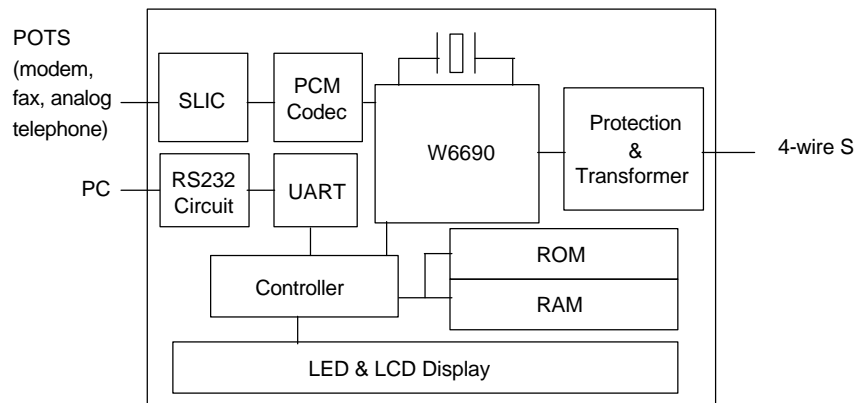 POTS
(modem,
fax, analog
telephone)
SLIC
PCM
Codec
W6690
Protection
&
Transformer
4-wire S
PC
RS232
Circuit
UART
Controller
ROM
RAM
LED & LCD Display